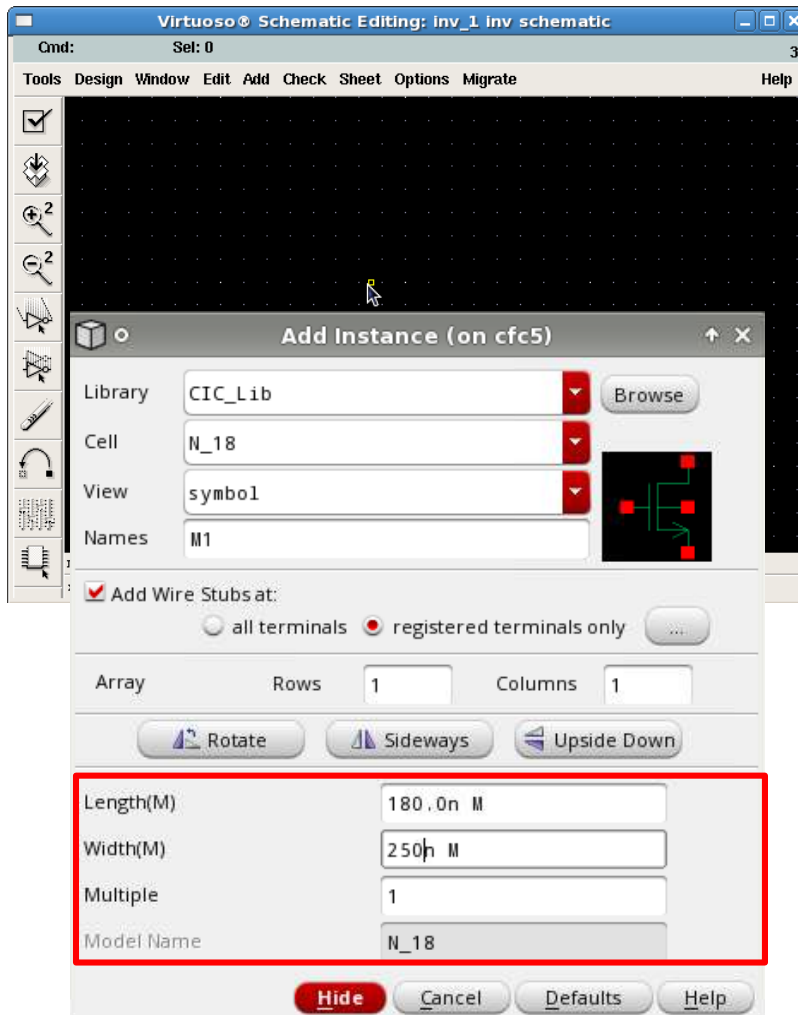 Virtuoso® Schematic Editing: inv_1 inv schematic
Cmd: Sel: 0 3
Tools Design Window Edit Add Check Sheet Options Migrate Help
2
2
Add Instance (on cfc5)
Library CIC_Lib Browse
Cell N_18
View symbol
Names M1
Add Wire Stubs at:
all terminals registered terminals only ...
Array Rows 1 Columns 1
Rotate Sideways Upside Down
Length(M) 180.0n M
Width(M) 250n M
Multiple 1
Model Name N_18
Hide Cancel Defaults Help